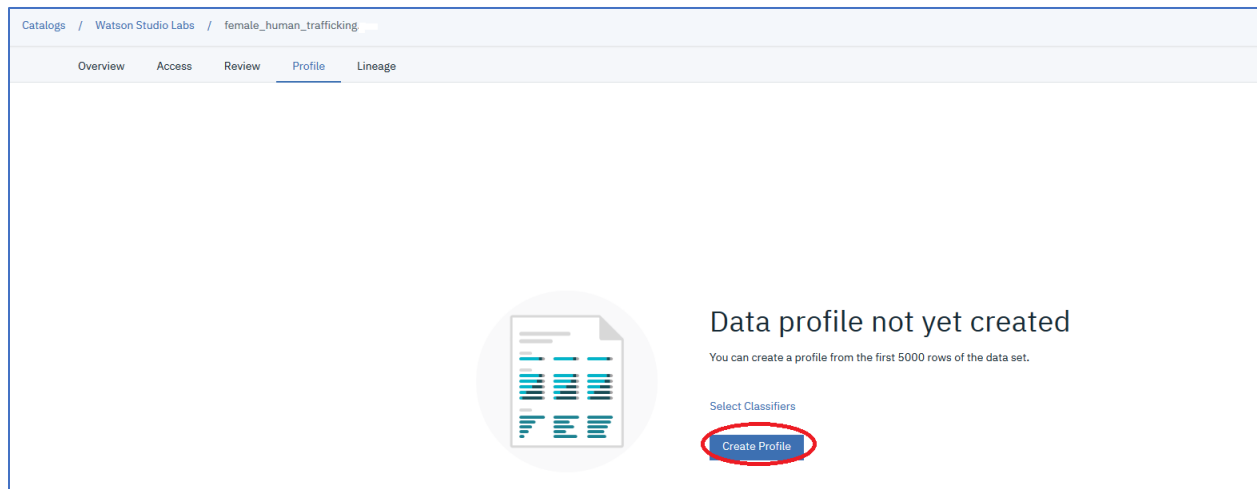 Catalogs / Watson Studio Labs / female_human_trafficking.
Overview Access Review Profile Lineage
Data profile not yet created
You can create a profile from the first 5000 rows of the data set.
Select Classifiers
Create Profile